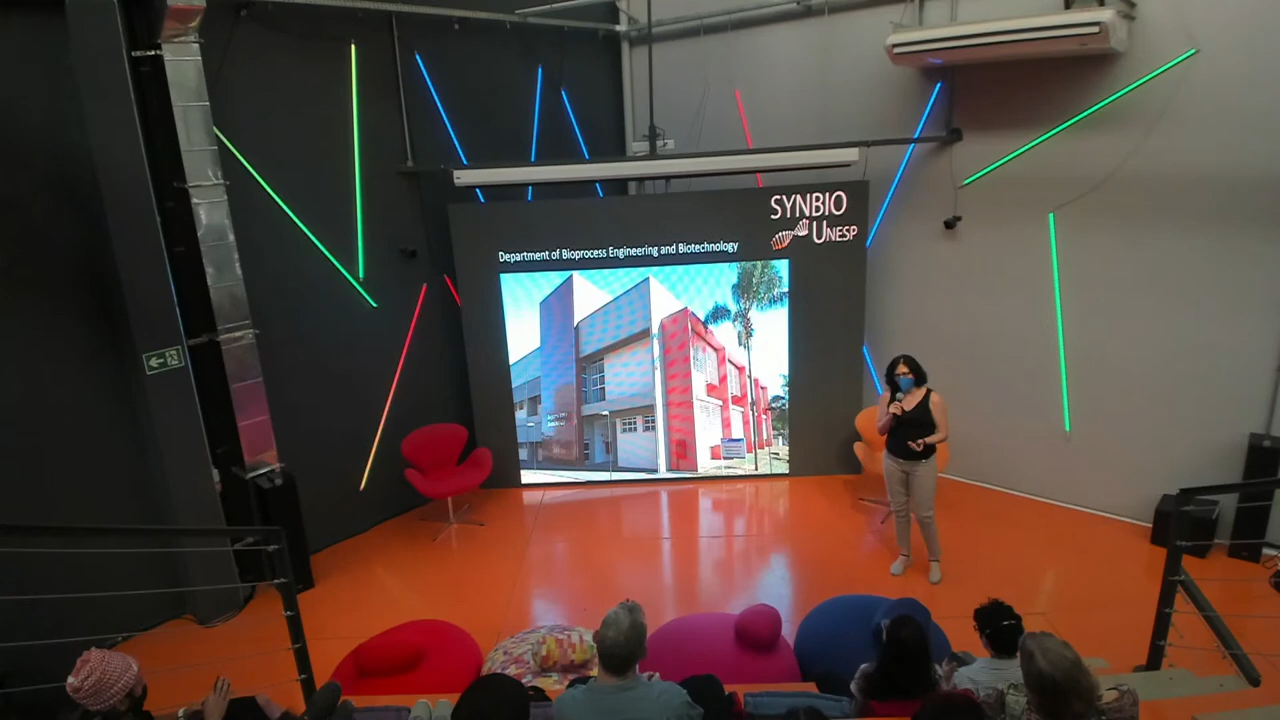 SYNBIO
UNESP
Department of Bioprocess Engineering and Biotechnology